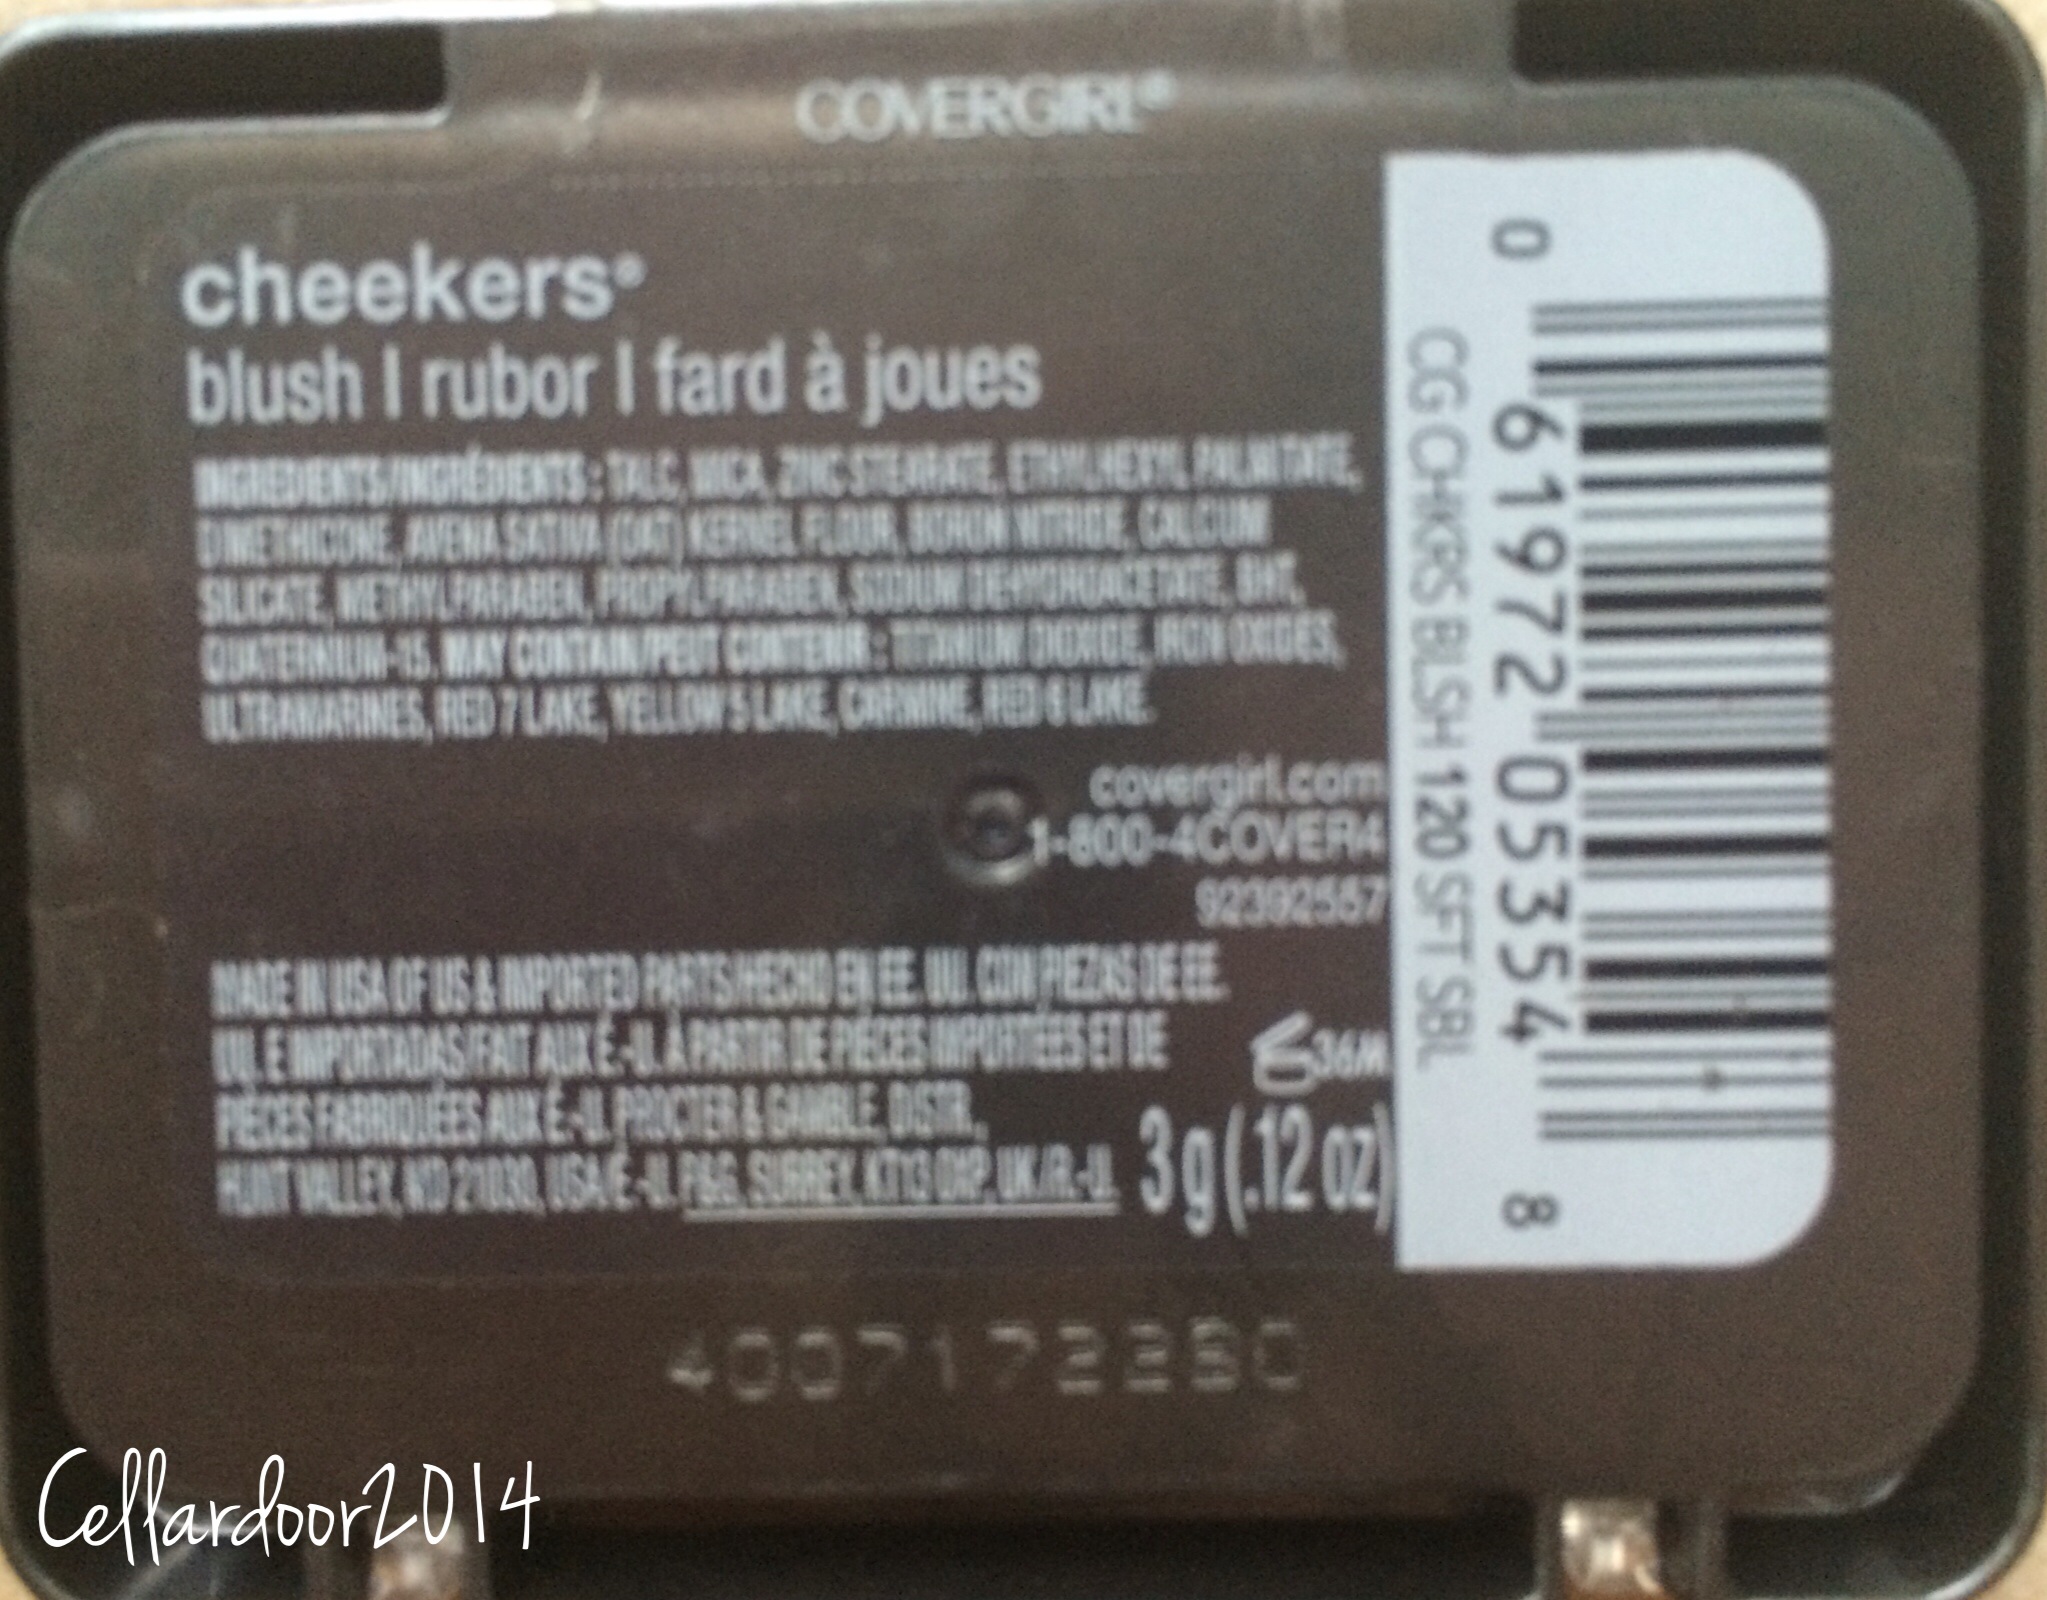 COVERGIRL®
cheekers®
blush | rubor | fard à joues
INGREDIENTS/INGRÉDIENTS: TALC, MICA, ZINC STEARATE, ETHYLHEXYL PALMITATE,
DIMETHICONE, AVENA SATIVA (OAT) KERNEL FLOUR, BORON NITRIDE, CALCIUM
SILICATE, METHYLPARABEN, PROPYLPARABEN, SODIUM DEHYDROACETATE, BHT,
QUATERNIUM-15. MAY CONTAIN/PEUT CONTENIR: TITANIUM DIOXIDE, IRON OXIDES,
ULTRAMARINES, RED 7 LAKE, YELLOW 5 LAKE, CARMINE, RED 6 LAKE.
covergirl.com
1-800-4COVER4
92392557
MADE IN USA OF US & IMPORTED PARTS/HECHO EN EE. UU. CON PIEZAS DE EE.
UU. E IMPORTADAS/FAIT AUX É.-U. À PARTIR DE PIÈCES IMPORTÉES ET DE
PIÈCES FABRIQUÉES AUX É.-U. PROCTER & GAMBLE, DISTR.,
HUNT VALLEY, MD 21030, USA/É.-U. P&G, SURREY, KT13 0XP, UK/R.-U.
36M
3 g (.12 oz)
CG CHKRS BLSH 120 SFT SBL
0 61972 05354 8
Cellardoor2014